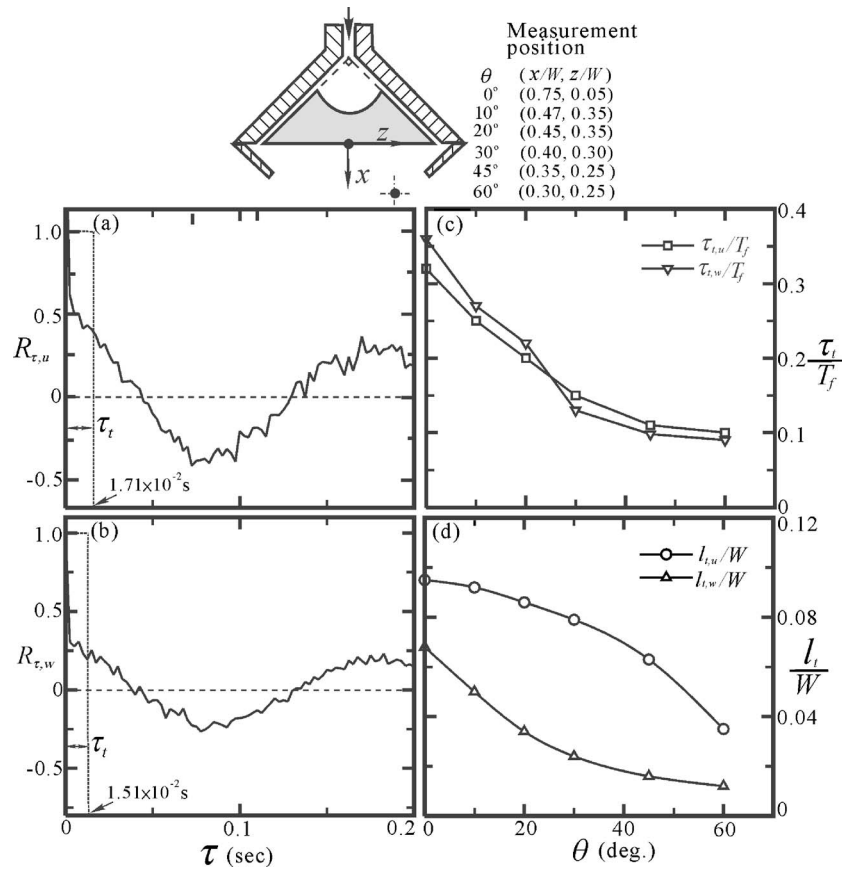 Measurement
position
θ (x/W, z/W)
0° (0.75, 0.05)
10° (0.47, 0.35)
20° (0.45, 0.35)
30° (0.40, 0.30)
45° (0.35, 0.25)
60° (0.30, 0.25)
z
x
(a)
1.0
0.5
R_{τ,u}
0
-0.5
τ_t
1.71×10⁻²s
(b)
1.0
0.5
R_{τ,w}
0
-0.5
τ_t
1.51×10⁻²s
0 0.1 0.2
τ (sec)
(c)
τ_{t,u}/T_f
τ_{t,w}/T_f
0.4
0.3
0.2
0.1
0
τ_t
T_f
(d)
l_{t,u}/W
l_{t,w}/W
0.12
0.08
0.04
0
l_t
W
0 20 40 60
θ (deg.)